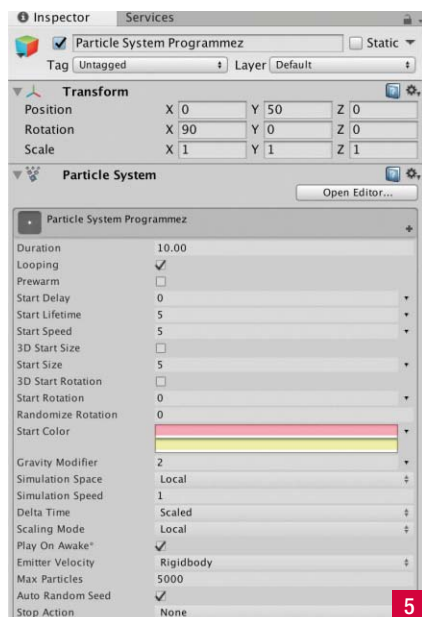 Inspector Services
Particle System Programmez Static
Tag Untagged Layer Default
Transform
Position X 0 Y 50 Z 0
Rotation X 90 Y 0 Z 0
Scale X 1 Y 1 Z 1
Particle System
Open Editor...
Particle System Programmez
Duration 10.00
Looping
Prewarm
Start Delay 0
Start Lifetime 5
Start Speed 5
3D Start Size
Start Size 5
3D Start Rotation
Start Rotation 0
Randomize Rotation 0
Start Color
Gravity Modifier 2
Simulation Space Local
Simulation Speed 1
Delta Time Scaled
Scaling Mode Local
Play On Awake*
Emitter Velocity Rigidbody
Max Particles 5000
Auto Random Seed
Stop Action None
5